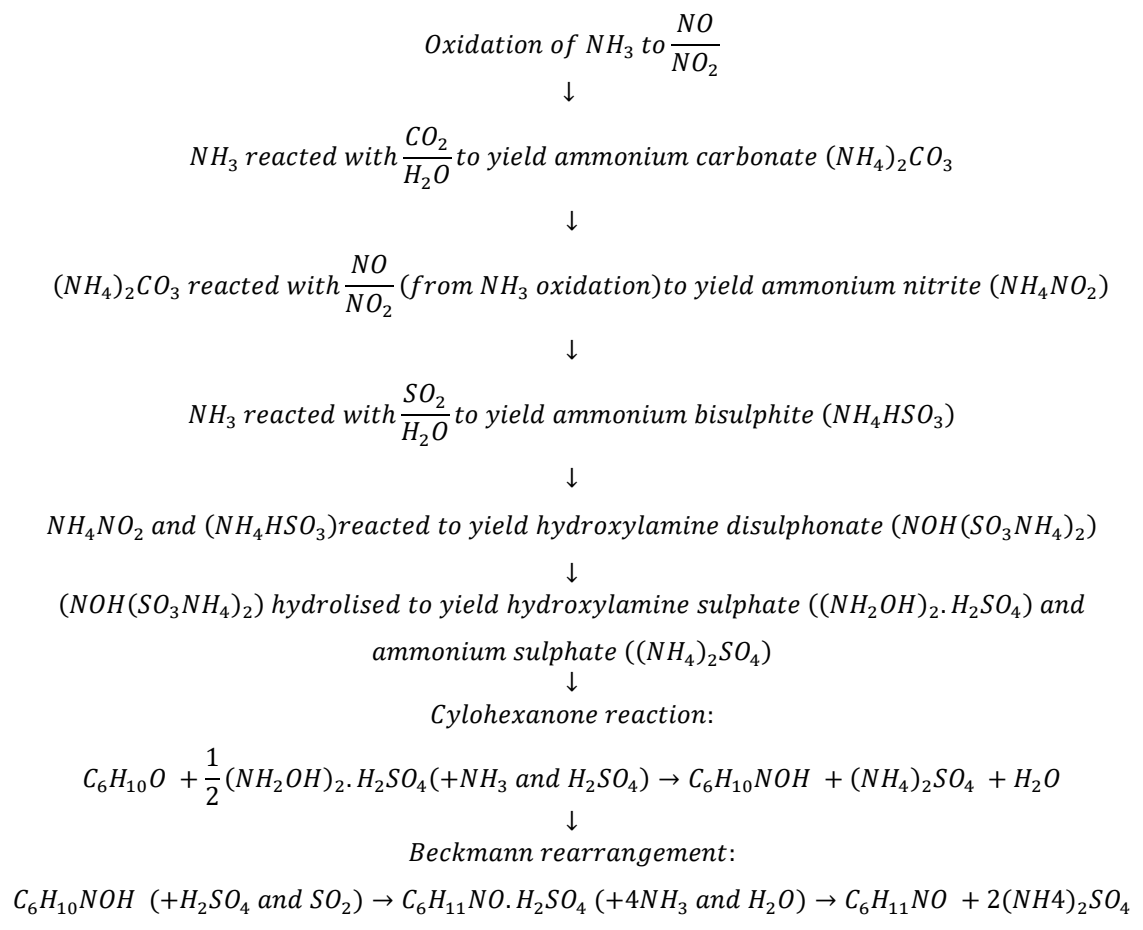 Oxidation of NH₃ to NO/NO₂
↓
NH₃ reacted with CO₂/H₂O to yield ammonium carbonate (NH₄)₂CO₃
↓
(NH₄)₂CO₃ reacted with NO/NO₂ (from NH₃ oxidation)to yield ammonium nitrite (NH₄NO₂)
↓
NH₃ reacted with SO₂/H₂O to yield ammonium bisulphite (NH₄HSO₃)
↓
NH₄NO₂ and (NH₄HSO₃)reacted to yield hydroxylamine disulphonate (NOH(SO₃NH₄)₂)
↓
(NOH(SO₃NH₄)₂) hydrolised to yield hydroxylamine sulphate ((NH₂OH)₂.H₂SO₄) and
ammonium sulphate ((NH₄)₂SO₄)
↓
Cylohexanone reaction:
C₆H₁₀O + 1/2 (NH₂OH)₂.H₂SO₄(+NH₃ and H₂SO₄) → C₆H₁₀NOH + (NH₄)₂SO₄ + H₂O
↓
Beckmann rearrangement:
C₆H₁₀NOH (+H₂SO₄ and SO₂) → C₆H₁₁NO.H₂SO₄ (+4NH₃ and H₂O) → C₆H₁₁NO + 2(NH4)₂SO₄